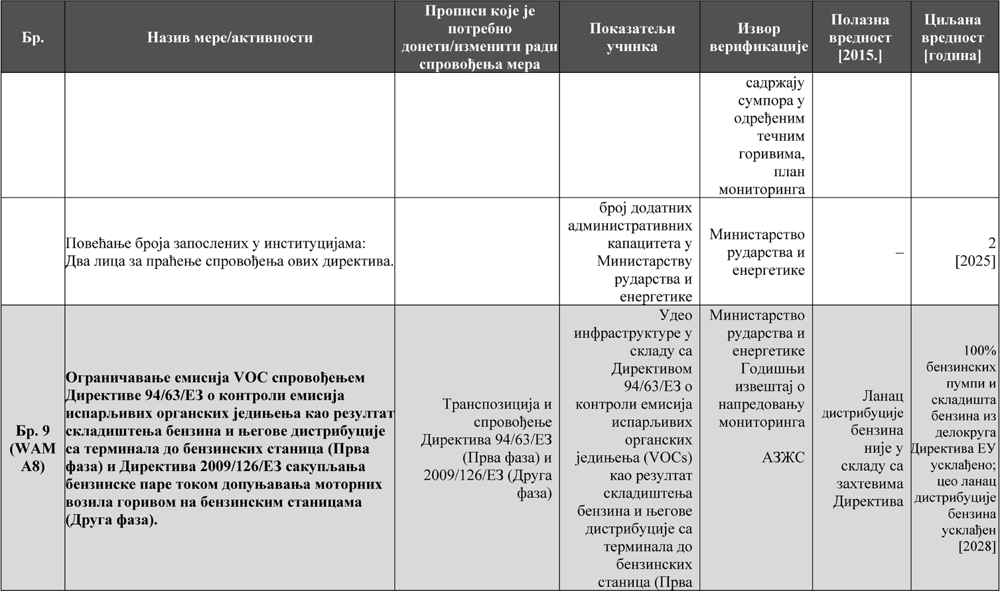 Бр.
Назив мере/активности
Прописи које је
потребно
донети/изменити ради
спровођења мера
Показатељи
учинка
Извор
верификације
Полазна
вредност
[2015.]
Циљана
вредност
[година]
садржају
сумпора у
одређеним
течним
горивима,
план
мониторинга
Повећање броја запослених у институцијама:
Два лица за праћење спровођења ових директива.
број додатних
административних
капацитета у
Министарству
рударства и
енергетике
Министарство
рударства и
енергетике
–
2
[2025]
Бр. 9
(WAM
A8)
Ограничавање емисија VOC спровођењем
Директиве 94/63/ЕЗ о контроли емисија
испарљивих органских једињења као резултат
складиштења бензина и његове дистрибуције
са терминала до бензинских станица (Прва
фаза) и Директива 2009/126/ЕЗ сакупљања
бензинске паре током допуњавања моторних
возила горивом на бензинским станицама
(Друга фаза).
Транспозиција и
спровођење
Директива 94/63/ЕЗ
(Прва фаза) и
2009/126/ЕЗ (Друга
фаза)
Удео
инфраструктуре у
складу са
Директивом
94/63/ЕЗ о
контроли емисија
испарљивих
органских
једињења (VOCs)
као резултат
складиштења
бензина и његове
дистрибуције са
терминала до
бензинских
станица (Прва
Министарство
рударства и
енергетике
Годишњи
извештај о
напредовању
мониторинга
АЗЖС
Ланац
дистрибуције
бензина
није у
складу са
захтевима
Директива
100%
бензинских
пумпи и
складишта
бензина из
делокруга
Директива ЕУ
усклађено;
цео ланац
дистрибуције
бензина
усклађен
[2028]